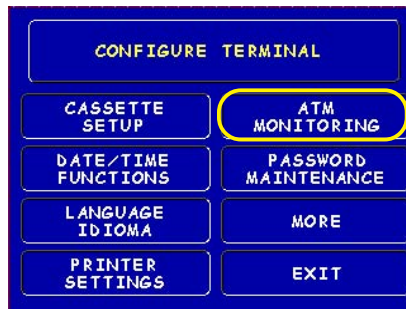 CONFIGURE TERMINAL
CASSETTE
SETUP
ATM
MONITORING
DATE/TIME
FUNCTIONS
PASSWORD
MAINTENANCE
LANGUAGE
IDIOMA
MORE
PRINTER
SETTINGS
EXIT